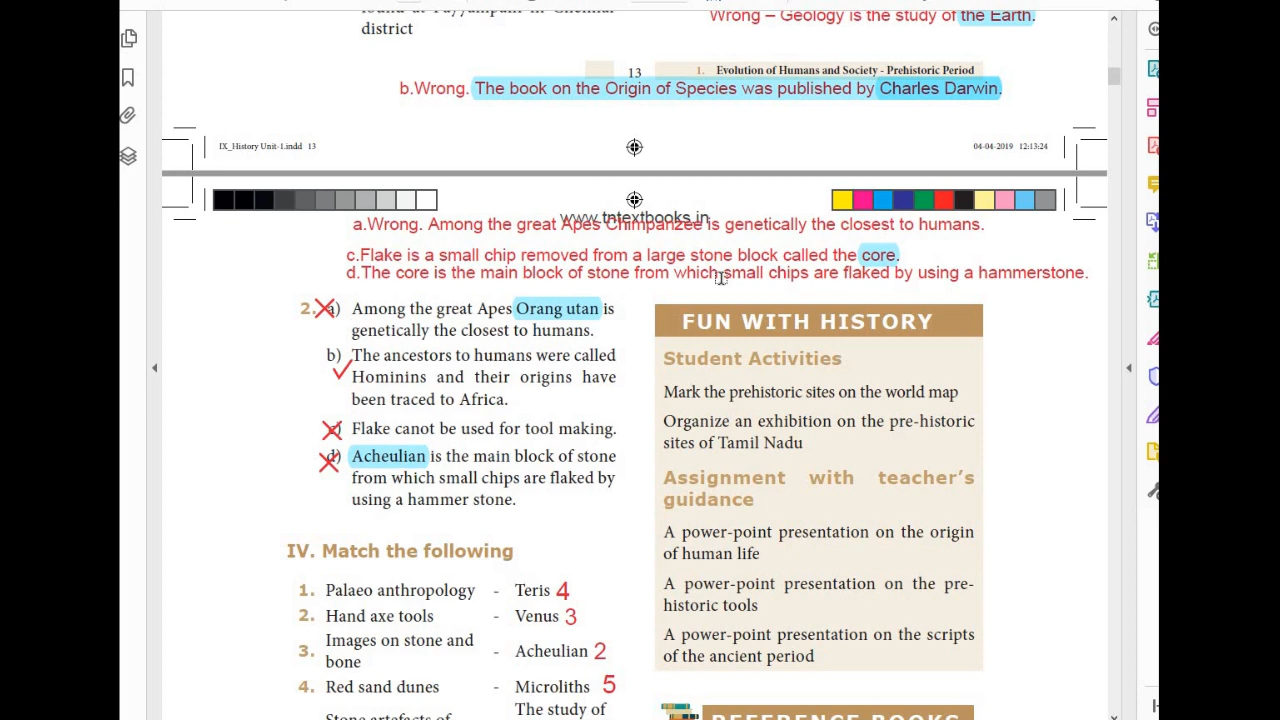 district
Wrong – Geology is the study of the Earth.
13
1. Evolution of Humans and Society - Prehistoric Period
b.Wrong. The book on the Origin of Species was published by Charles Darwin.
IX_History Unit-1.indd 13
04-04-2019 12:13:24
www.tntextbooks.in
a.Wrong. Among the great Apes Chimpanzee is genetically the closest to humans.
c.Flake is a small chip removed from a large stone block called the core.
d.The core is the main block of stone from which small chips are flaked by using a hammerstone.
2. a) Among the great Apes Orang utan is
genetically the closest to humans.
b) The ancestors to humans were called
Hominins and their origins have
been traced to Africa.
c) Flake canot be used for tool making.
d) Acheulian is the main block of stone
from which small chips are flaked by
using a hammer stone.
IV. Match the following
1. Palaeo anthropology - Teris 4
2. Hand axe tools - Venus 3
3. Images on stone and
bone - Acheulian 2
4. Red sand dunes - Microliths 5
Stone artefacts of
The study of
FUN WITH HISTORY
Student Activities
Mark the prehistoric sites on the world map
Organize an exhibition on the pre-historic
sites of Tamil Nadu
Assignment with teacher's
guidance
A power-point presentation on the origin
of human life
A power-point presentation on the pre-
historic tools
A power-point presentation on the scripts
of the ancient period
REFERENCE BOOKS